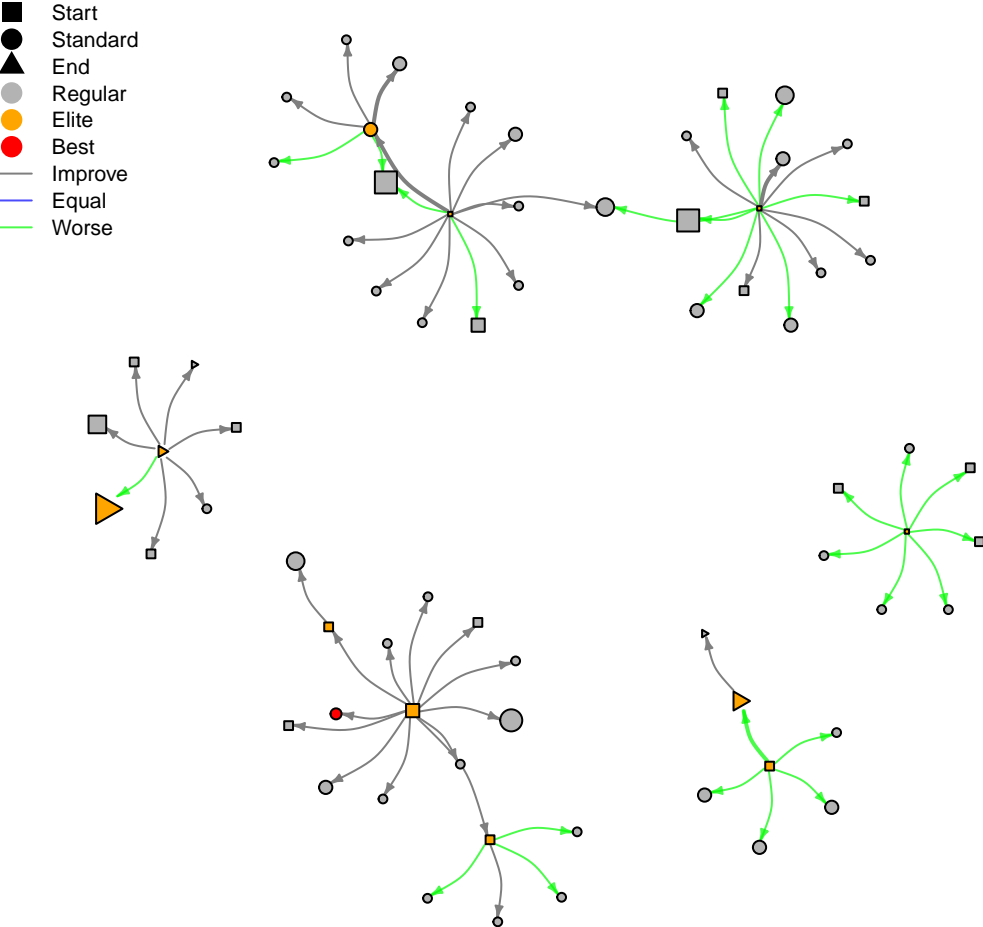 Start
Standard
End
Regular
Elite
Best
Improve
Equal
Worse